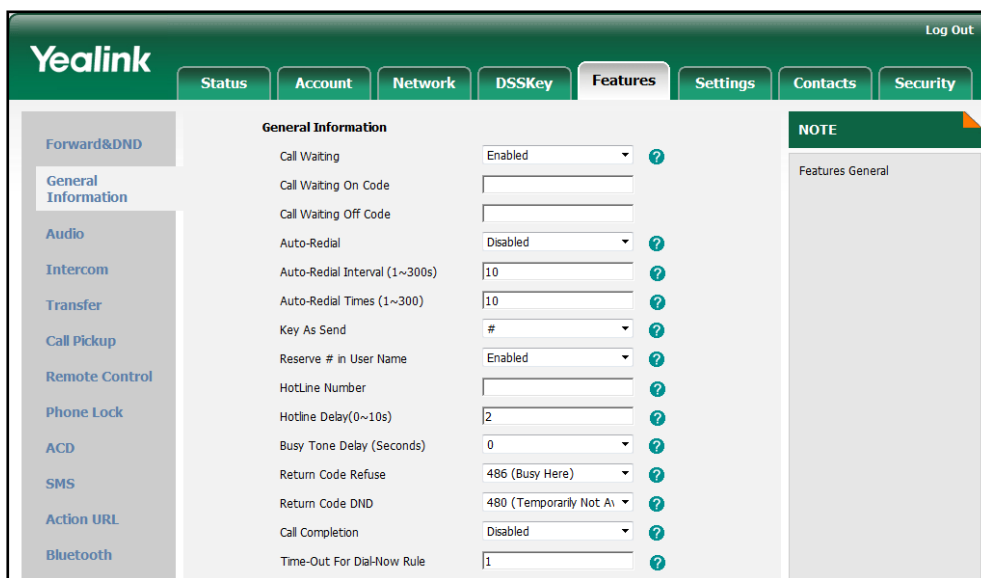 Log Out
Yealink
Status Account Network DSSKey Features Settings Contacts Security
Forward&DND
General
Information
Audio
Intercom
Transfer
Call Pickup
Remote Control
Phone Lock
ACD
SMS
Action URL
Bluetooth
General Information
Call Waiting Enabled ?
Call Waiting On Code
Call Waiting Off Code
Auto-Redial Disabled ?
Auto-Redial Interval (1~300s) 10 ?
Auto-Redial Times (1~300) 10 ?
Key As Send # ?
Reserve # in User Name Enabled ?
HotLine Number ?
Hotline Delay(0~10s) 2 ?
Busy Tone Delay (Seconds) 0 ?
Return Code Refuse 486 (Busy Here) ?
Return Code DND 480 (Temporarily Not Av ?
Call Completion Disabled ?
Time-Out For Dial-Now Rule 1 ?
NOTE
Features General